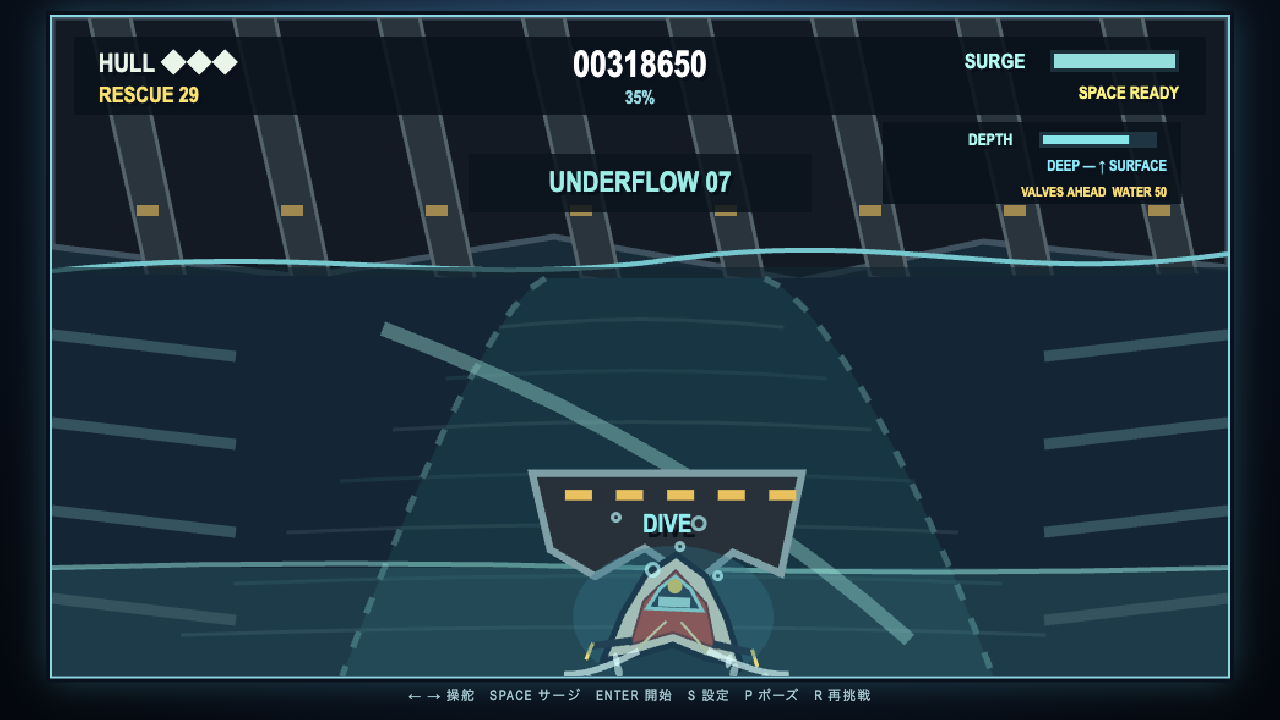 HULL
RESCUE 29
00318650
35%
SURGE
SPACE READY
DEPTH
DEEP — ↑ SURFACE
VALVES AHEAD WATER 50
UNDERFLOW 07
DIVE
← → 操舵 SPACE サージ ENTER 開始 S 設定 P ポーズ R 再挑戦